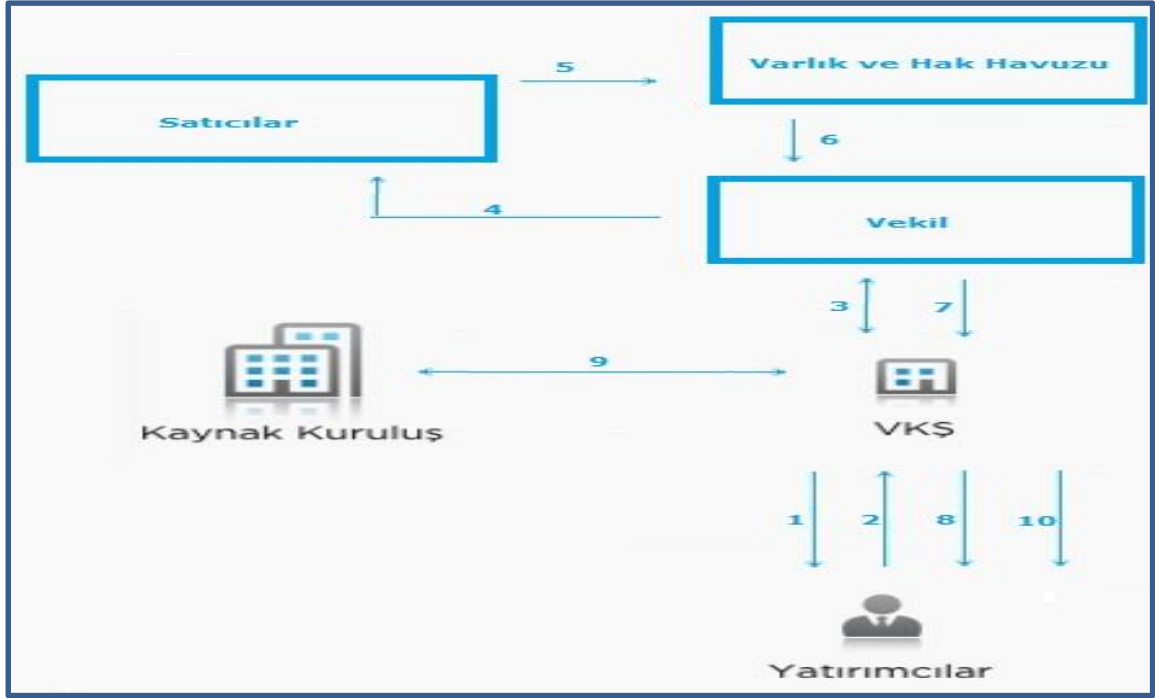 Varlık ve Hak Havuzu
5
Satıcılar
6
4
Vekil
3
7
9
Kaynak Kuruluş
VKŞ
1
2
8
10
Yatırımcılar